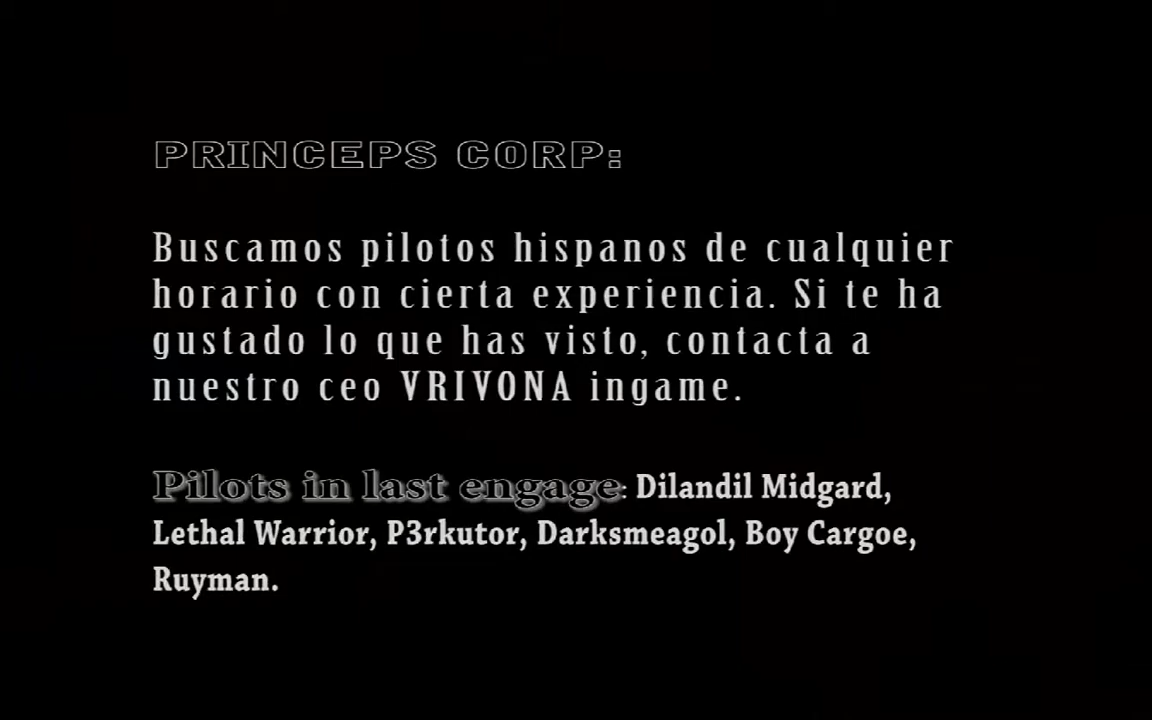 PRINCEPS CORP:
Buscamos pilotos hispanos de cualquier
horario con cierta experiencia. Si te ha
gustado lo que has visto, contacta a
nuestro ceo VRIVONA ingame.
Pilots in last engage: Dilandil Midgard,
Lethal Warrior, P3rkutor, Darksmeagol, Boy Cargoe,
Ruyman.